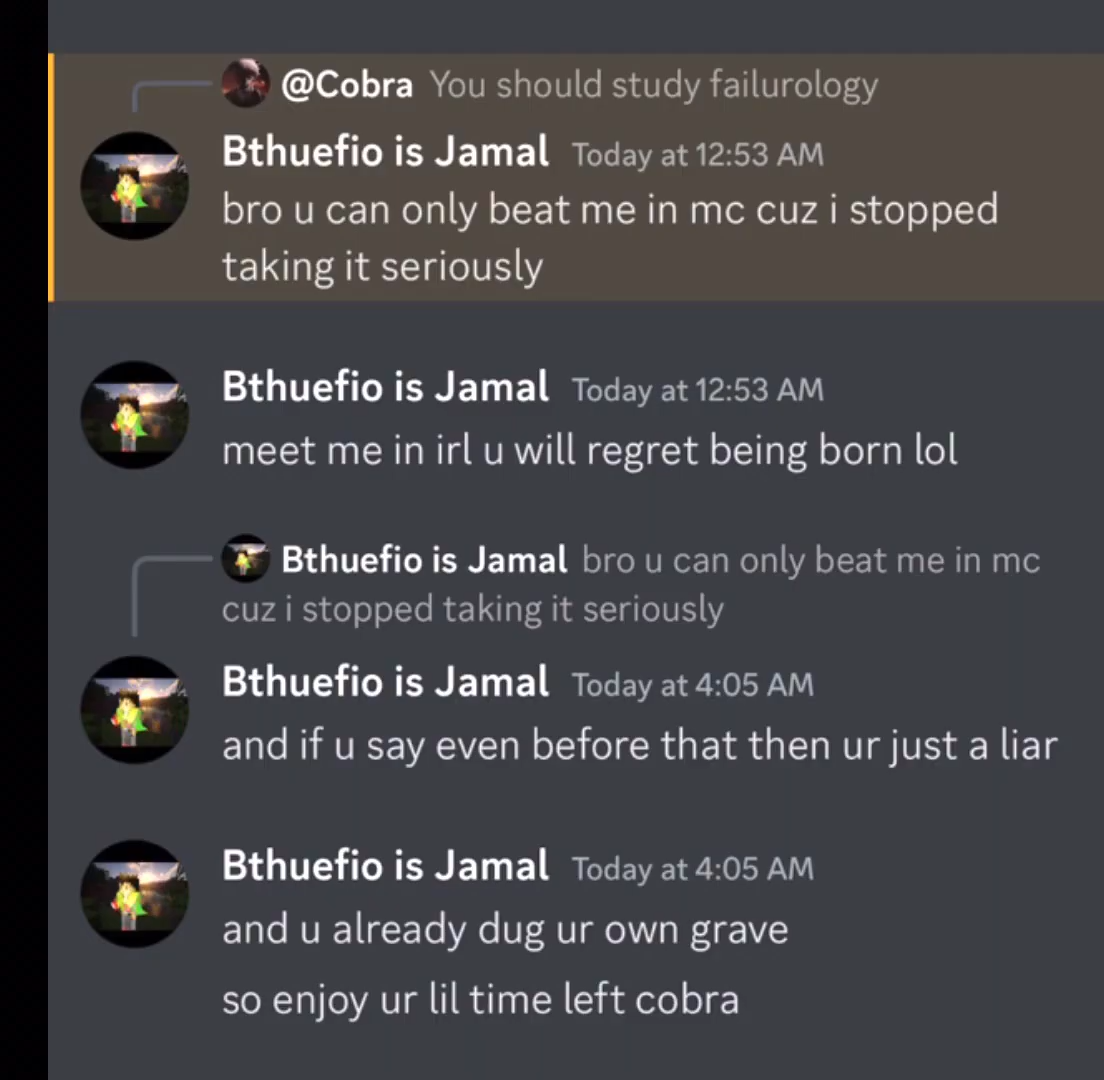 @Cobra You should study failurology
Bthuefio is Jamal Today at 12:53 AM
bro u can only beat me in mc cuz i stopped
taking it seriously
Bthuefio is Jamal Today at 12:53 AM
meet me in irl u will regret being born lol
Bthuefio is Jamal bro u can only beat me in mc
cuz i stopped taking it seriously
Bthuefio is Jamal Today at 4:05 AM
and if u say even before that then ur just a liar
Bthuefio is Jamal Today at 4:05 AM
and u already dug ur own grave
so enjoy ur lil time left cobra